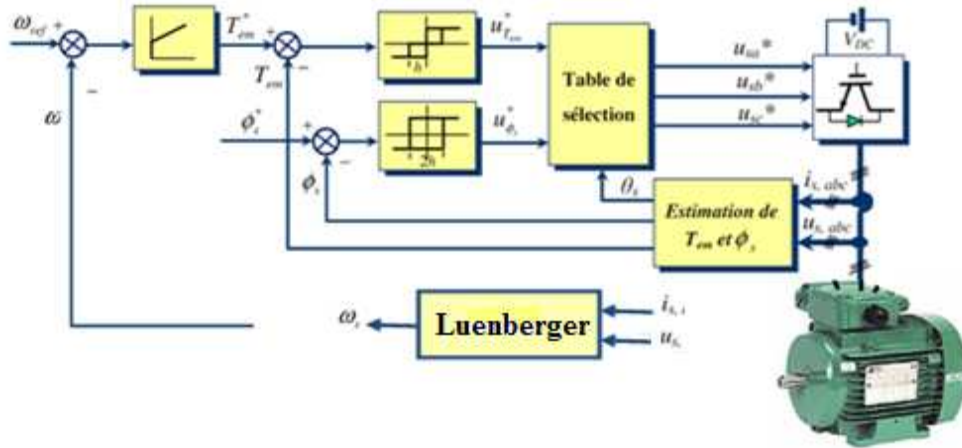 ω_ref + T*_em + u*_Tem
−
T_em
−
h
ω
φ*_s + u*_φs
−
2h
φ_s
Table de
sélection
u_sa*
u_sb*
u_sc*
V_DC
θ_s
Estimation de
T_em et φ_s
i_s, abc
u_s, abc
Luenberger
i_s, i
u_s,